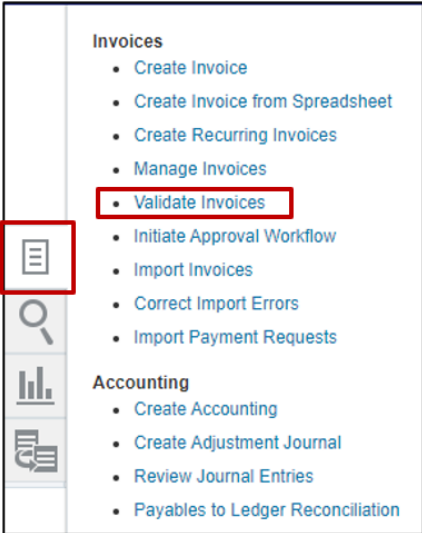 Invoices
Create Invoice
Create Invoice from Spreadsheet
Create Recurring Invoices
Manage Invoices
Validate Invoices
Initiate Approval Workflow
Import Invoices
Correct Import Errors
Import Payment Requests
Accounting
Create Accounting
Create Adjustment Journal
Review Journal Entries
Payables to Ledger Reconciliation